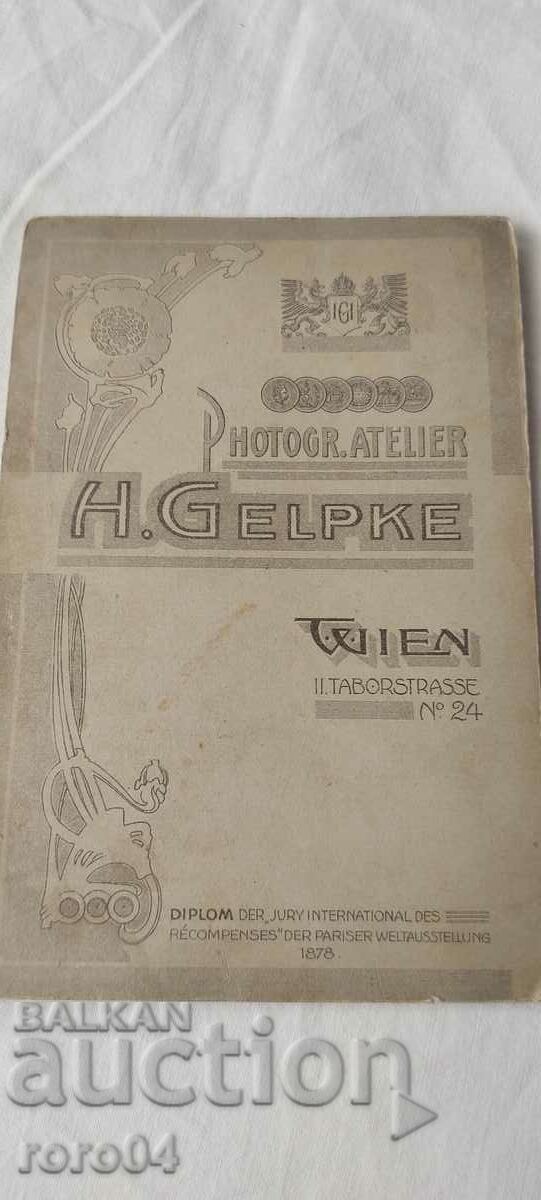 PHOTOGR. ATELIER
H. GELPKE
WIEN
II. TABORSTRASSE
No. 24
DIPLOM DER „JURY INTERNATIONAL DES
RÉCOMPENSES" DER PARISER WELTAUSSTELLUNG
1878.
BALKAN
auction
roro04